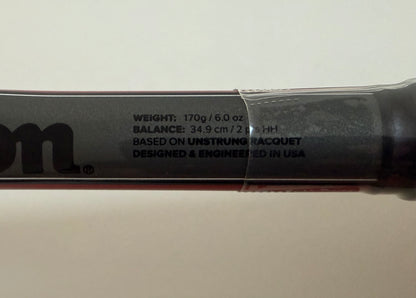 on®
WEIGHT: 170g / 6.0 oz
BALANCE: 34.9 cm / 2 HH
BASED ON UNSTRUNG RACQUET
DESIGNED & ENGINEERED IN USA